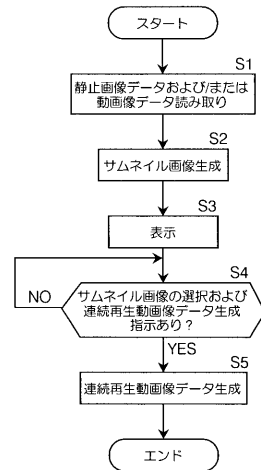 スタート
S1
静止画像データおよび/または
動画像データ読み取り
S2
サムネイル画像生成
S3
表示
S4
サムネイル画像の選択および
連続再生動画像データ生成
指示あり?
NO
YES
S5
連続再生動画像データ生成
エンド